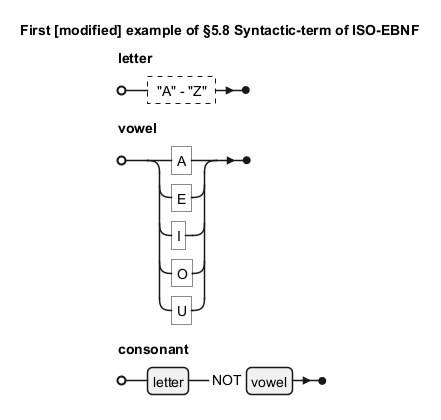 First [modified] example of §5.8 Syntactic-term of ISO-EBNF
letter
"A" - "Z"
vowel
A
E
I
O
U
consonant
letter NOT vowel